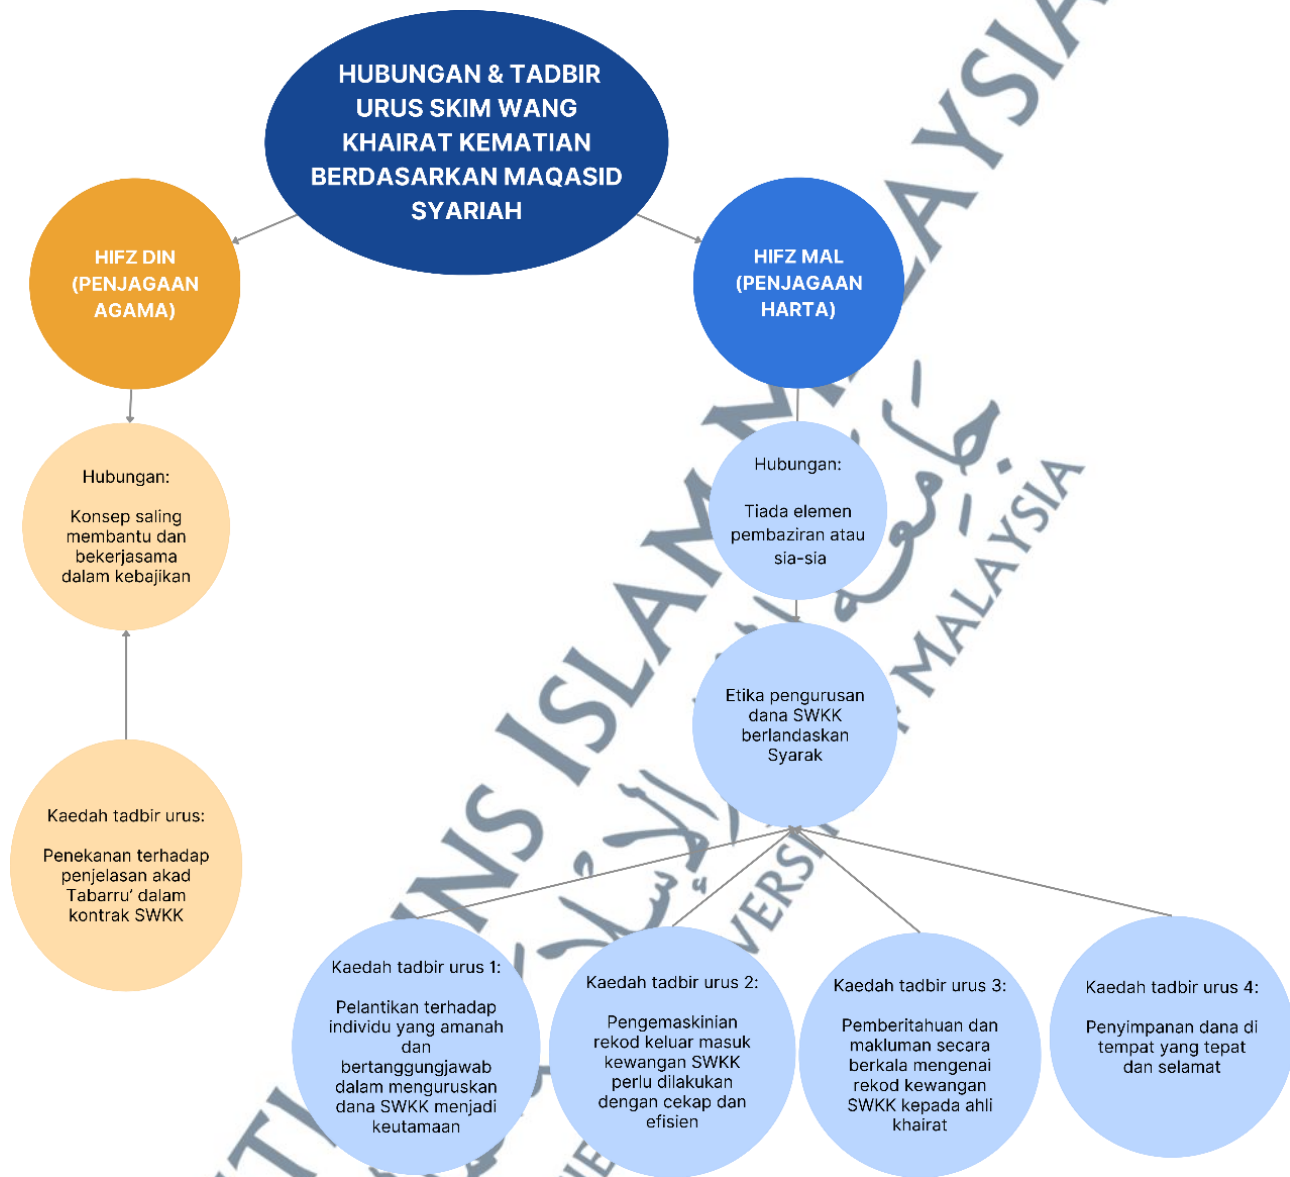 HUBUNGAN & TADBIR
URUS SKIM WANG
KHAIRAT KEMATIAN
BERDASARKAN MAQASID
SYARIAH
HIFZ DIN
(PENJAGAAN
AGAMA)
HIFZ MAL
(PENJAGAAN
HARTA)
Hubungan:
Konsep saling
membantu dan
bekerjasama
dalam kebajikan
Hubungan:
Tiada elemen
pembaziran atau
sia-sia
Etika pengurusan
dana SWKK
berlandaskan
Syarak
Kaedah tadbir urus:
Penekanan terhadap
penjelasan akad
Tabarru’ dalam
kontrak SWKK
Kaedah tadbir urus 1:
Pelantikan terhadap
individu yang amanah
dan
bertanggungjawab
dalam menguruskan
dana SWKK menjadi
keutamaan
Kaedah tadbir urus 2:
Pengemaskinian
rekod keluar masuk
kewangan SWKK
perlu dilakukan
dengan cekap dan
efisien
Kaedah tadbir urus 3:
Pemberitahuan dan
makluman secara
berkala mengenai
rekod kewangan
SWKK kepada ahli
khairat
Kaedah tadbir urus 4:
Penyimpanan dana di
tempat yang tepat
dan selamat
ISLAM MALAYSIA
جامعة
MALAYSIA